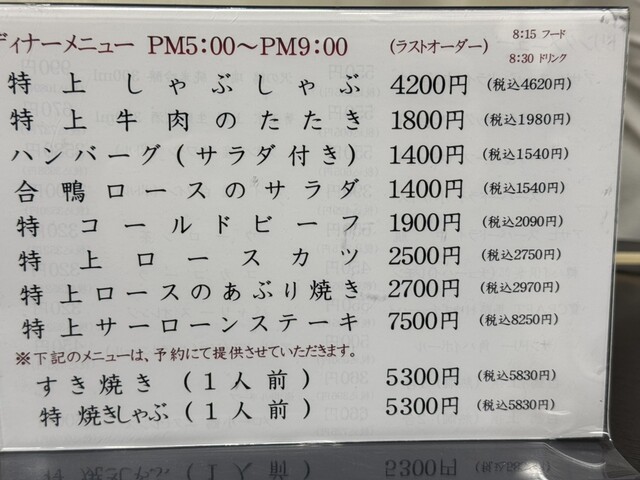 ディナーメニュー PM5:00～PM9:00 (ラストオーダー) 8:15 フード
8:30 ドリンク
特上しゃぶしゃぶ 4200円 (税込4620円)
特上牛肉のたたき 1800円 (税込1980円)
ハンバーグ(サラダ付き) 1400円 (税込1540円)
合鴨ロースのサラダ 1400円 (税込1540円)
特コールドビーフ 1900円 (税込2090円)
特上ロースカツ 2500円 (税込2750円)
特上ロースのあぶり焼き 2700円 (税込2970円)
特上サーローンステーキ 7500円 (税込8250円)
※下記のメニューは、予約にて提供させていただきます。
すき焼き(1人前) 5300円 (税込5830円)
特焼きしゃぶ(1人前) 5300円 (税込5830円)